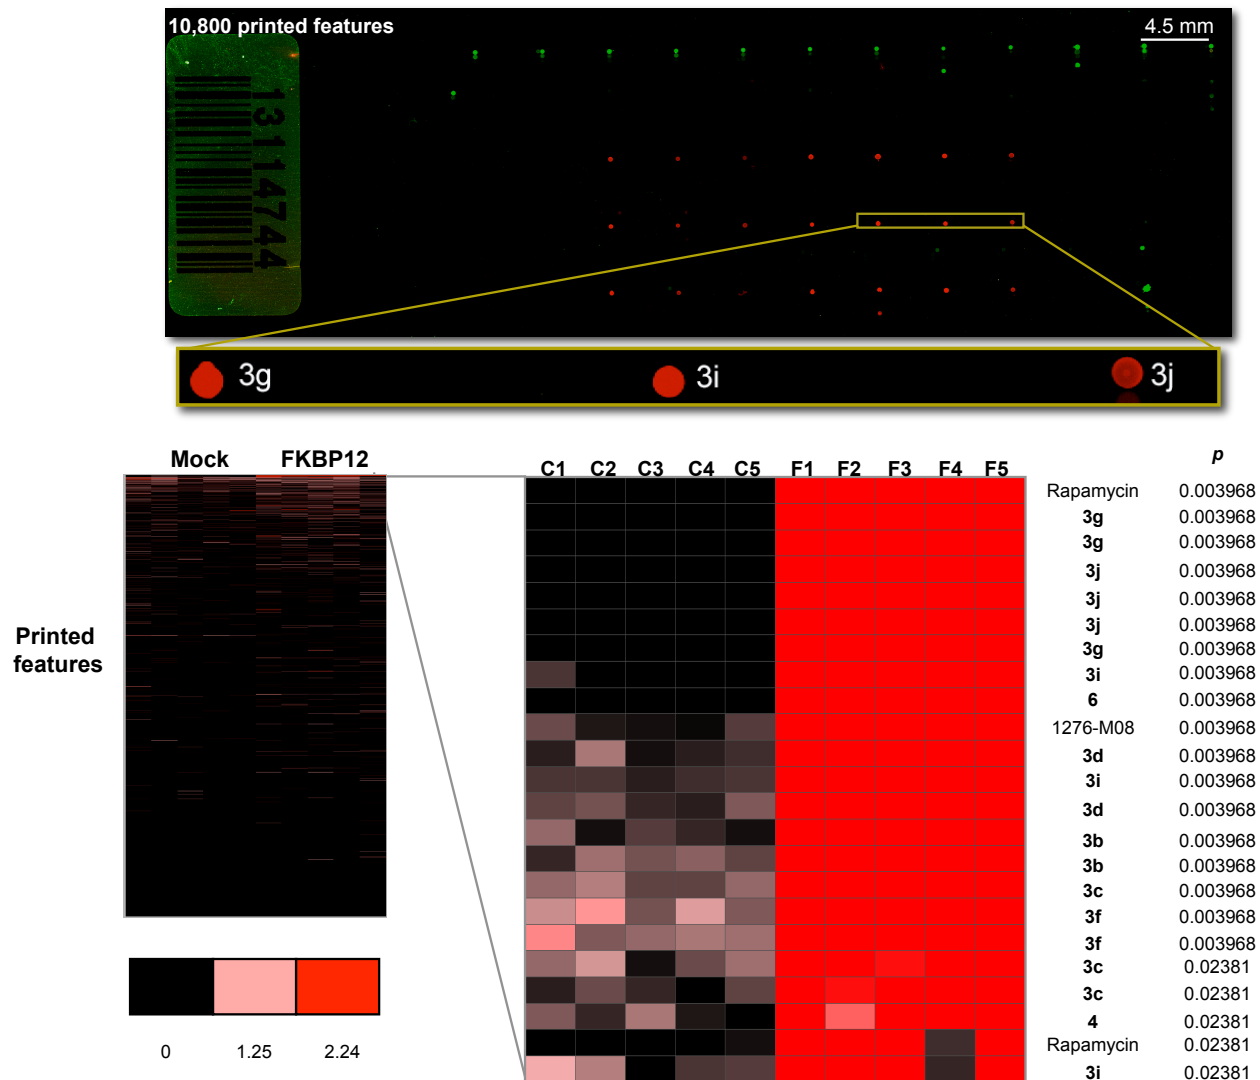 10,800 printed features
4.5 mm
13114744
3g
3i
3j
Mock FKBP12
C1 C2 C3 C4 C5 F1 F2 F3 F4 F5
p
Printed
features
Rapamycin 0.003968
3g 0.003968
3g 0.003968
3j 0.003968
3j 0.003968
3j 0.003968
3g 0.003968
3i 0.003968
6 0.003968
1276-M08 0.003968
3d 0.003968
3i 0.003968
3d 0.003968
3b 0.003968
3b 0.003968
3c 0.003968
3f 0.003968
3f 0.003968
3c 0.02381
3c 0.02381
4 0.02381
Rapamycin 0.02381
3i 0.02381
0 1.25 2.24